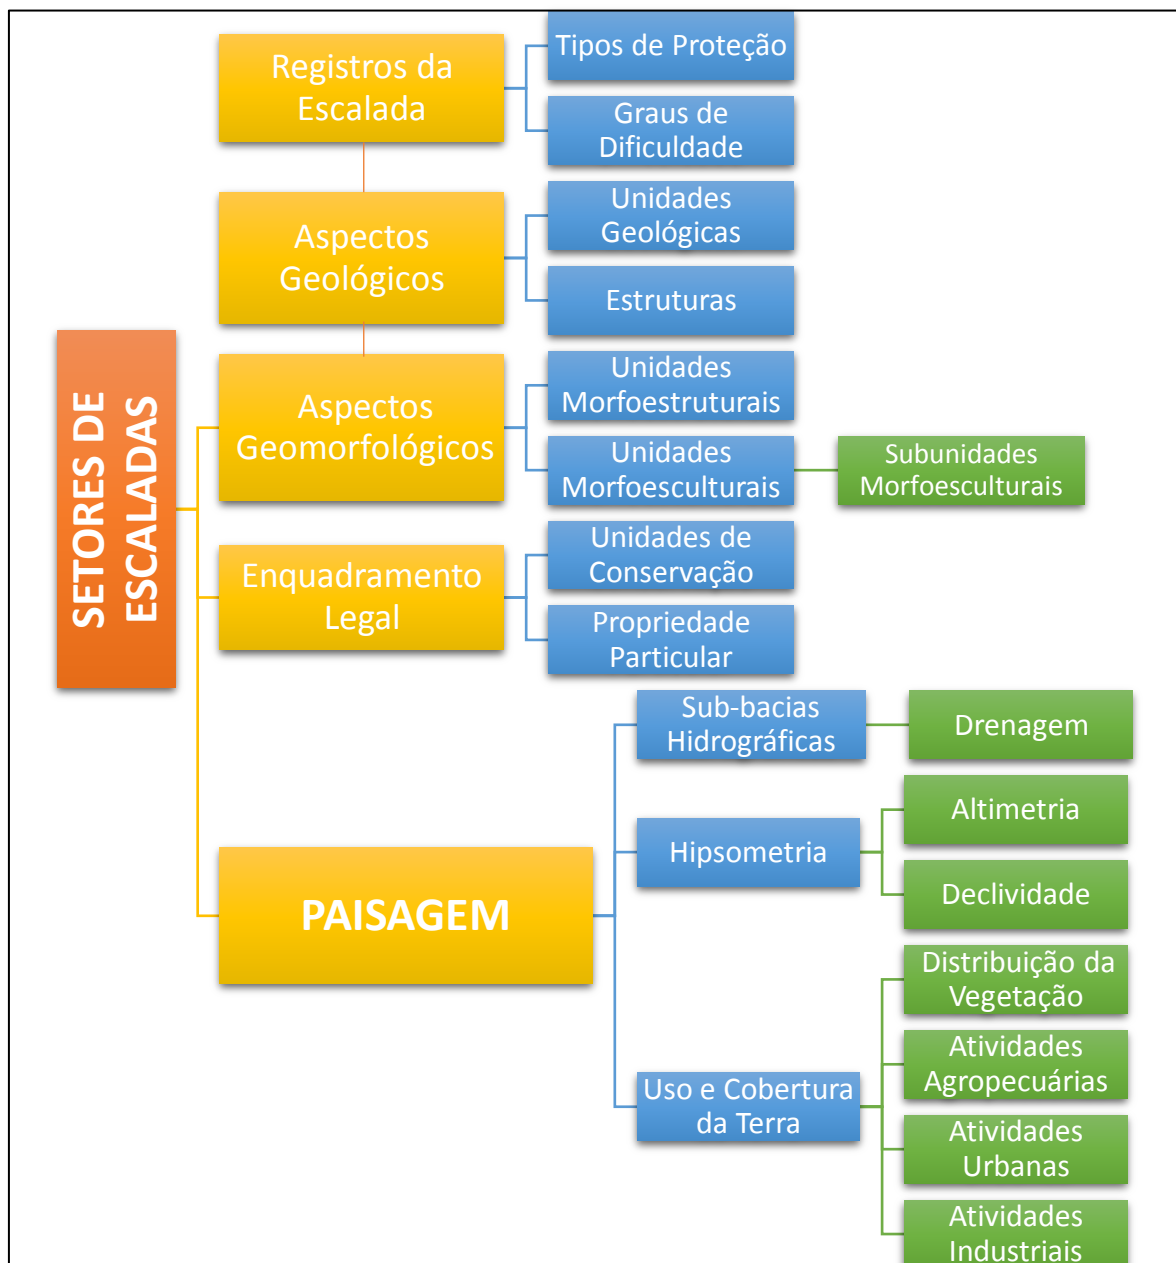 SETORES DE
ESCALADAS
Registros da
Escalada
Tipos de Proteção
Graus de
Dificuldade
Aspectos
Geológicos
Unidades
Geológicas
Estruturas
Aspectos
Geomorfológicos
Unidades
Morfoestruturais
Unidades
Morfoesculturais
Subunidades
Morfoesculturais
Enquadramento
Legal
Unidades de
Conservação
Propriedade
Particular
PAISAGEM
Sub-bacias
Hidrográficas
Drenagem
Hipsometria
Altimetria
Declividade
Uso e Cobertura
da Terra
Distribuição da
Vegetação
Atividades
Agropecuárias
Atividades
Urbanas
Atividades
Industriais